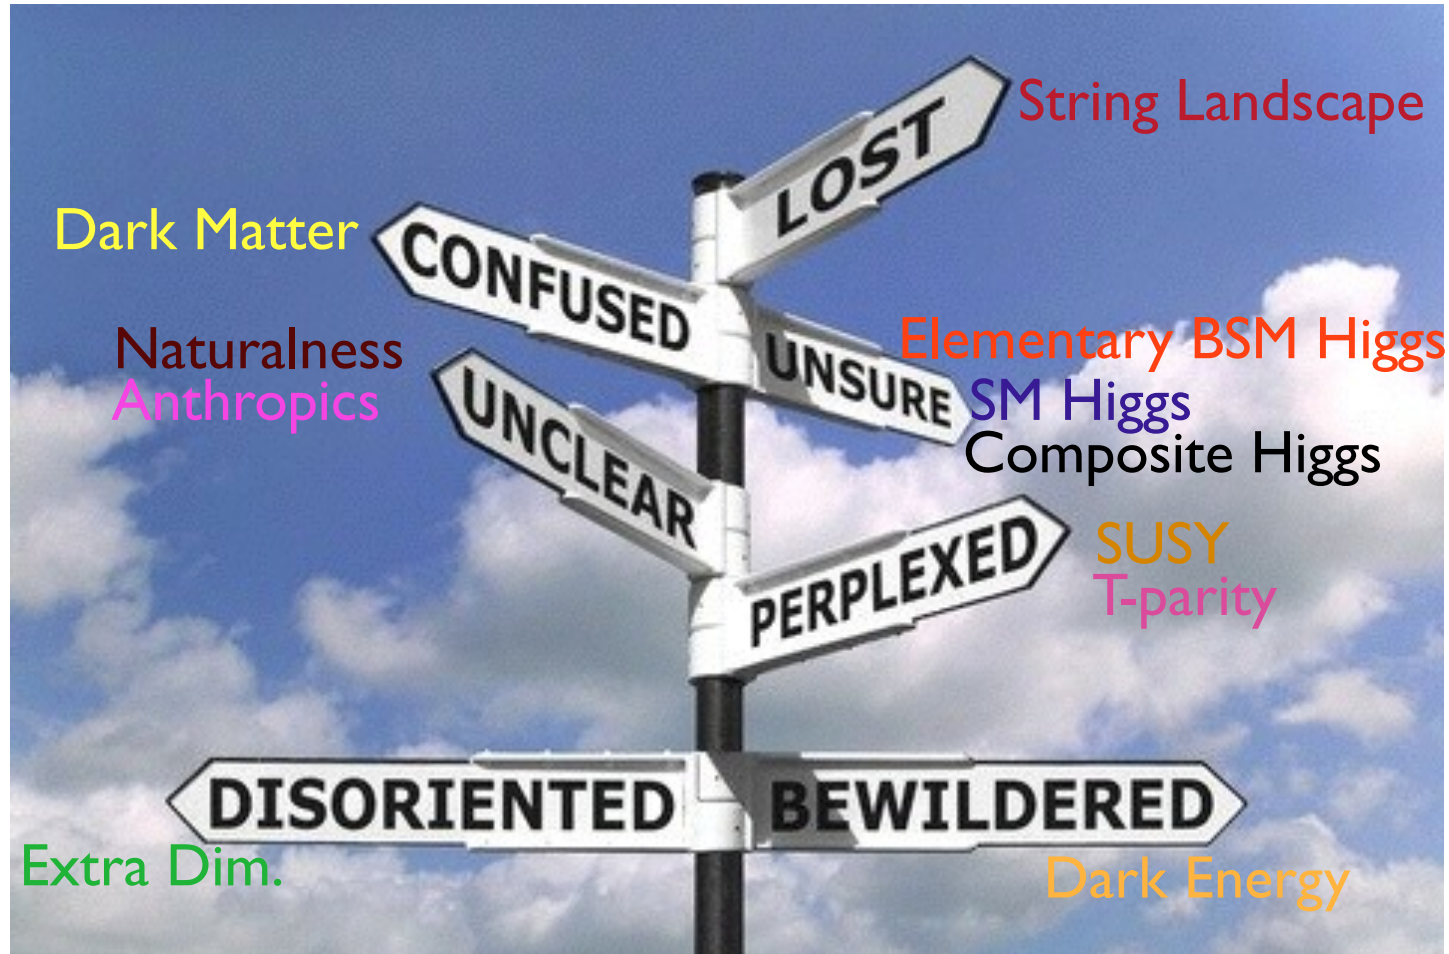 String Landscape
LOST
Dark Matter
CONFUSED
Naturalness
Anthropics
UNSURE
Elementary BSM Higgs
SM Higgs
Composite Higgs
UNCLEAR
PERPLEXED
SUSY
T-parity
DISORIENTED
BEWILDERED
Extra Dim.
Dark Energy